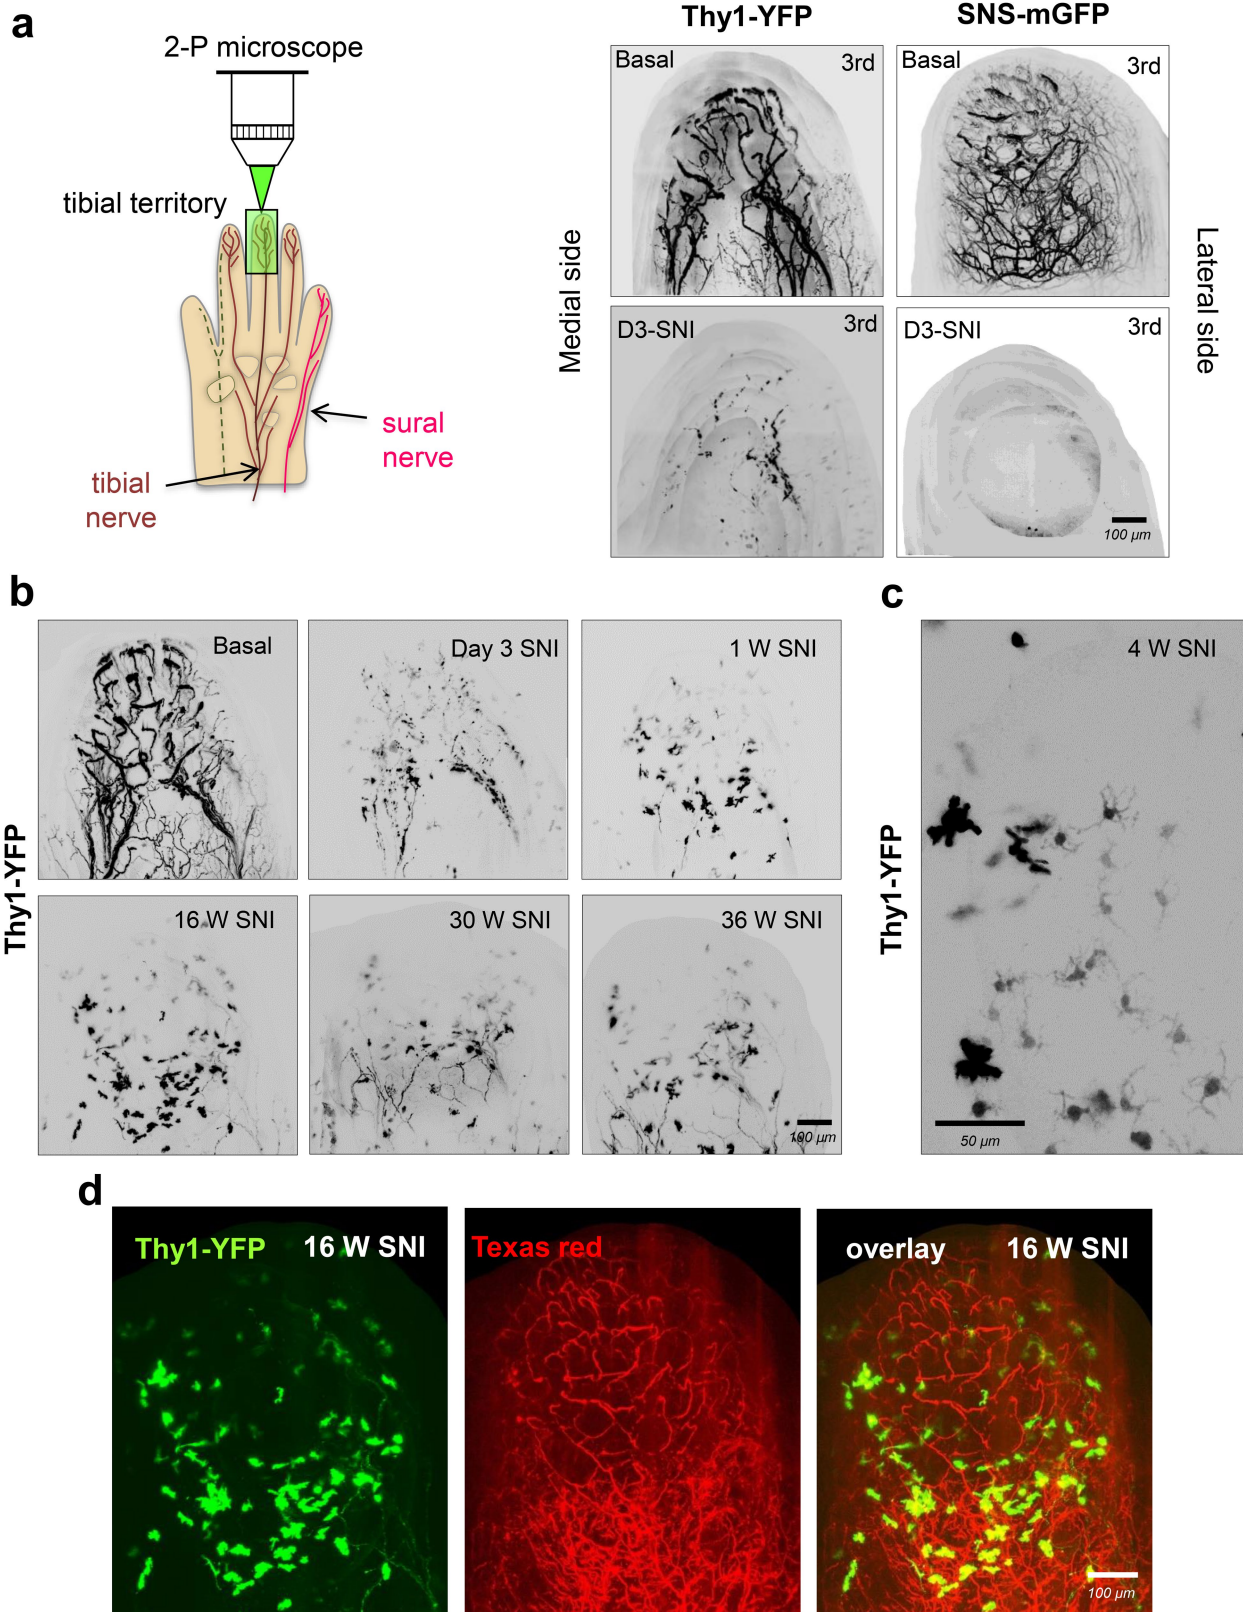 a
2-P microscope
tibial territory
sural
nerve
tibial
nerve
Thy1-YFP
SNS-mGFP
Basal
3rd
Basal
3rd
Medial side
Lateral side
D3-SNI
3rd
D3-SNI
3rd
100 µm
b
Thy1-YFP
Basal
Day 3 SNI
1 W SNI
16 W SNI
30 W SNI
36 W SNI
100 µm
c
Thy1-YFP
4 W SNI
50 µm
d
Thy1-YFP
16 W SNI
Texas red
overlay
16 W SNI
100 µm